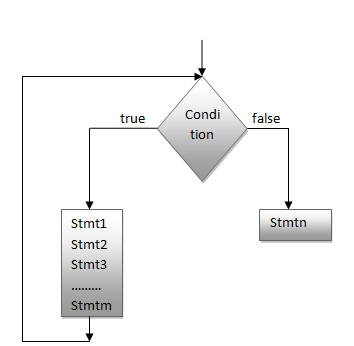 Condi
tion
true
false
Stmt1
Stmt2
Stmt3
.........
Stmtm
Stmtn